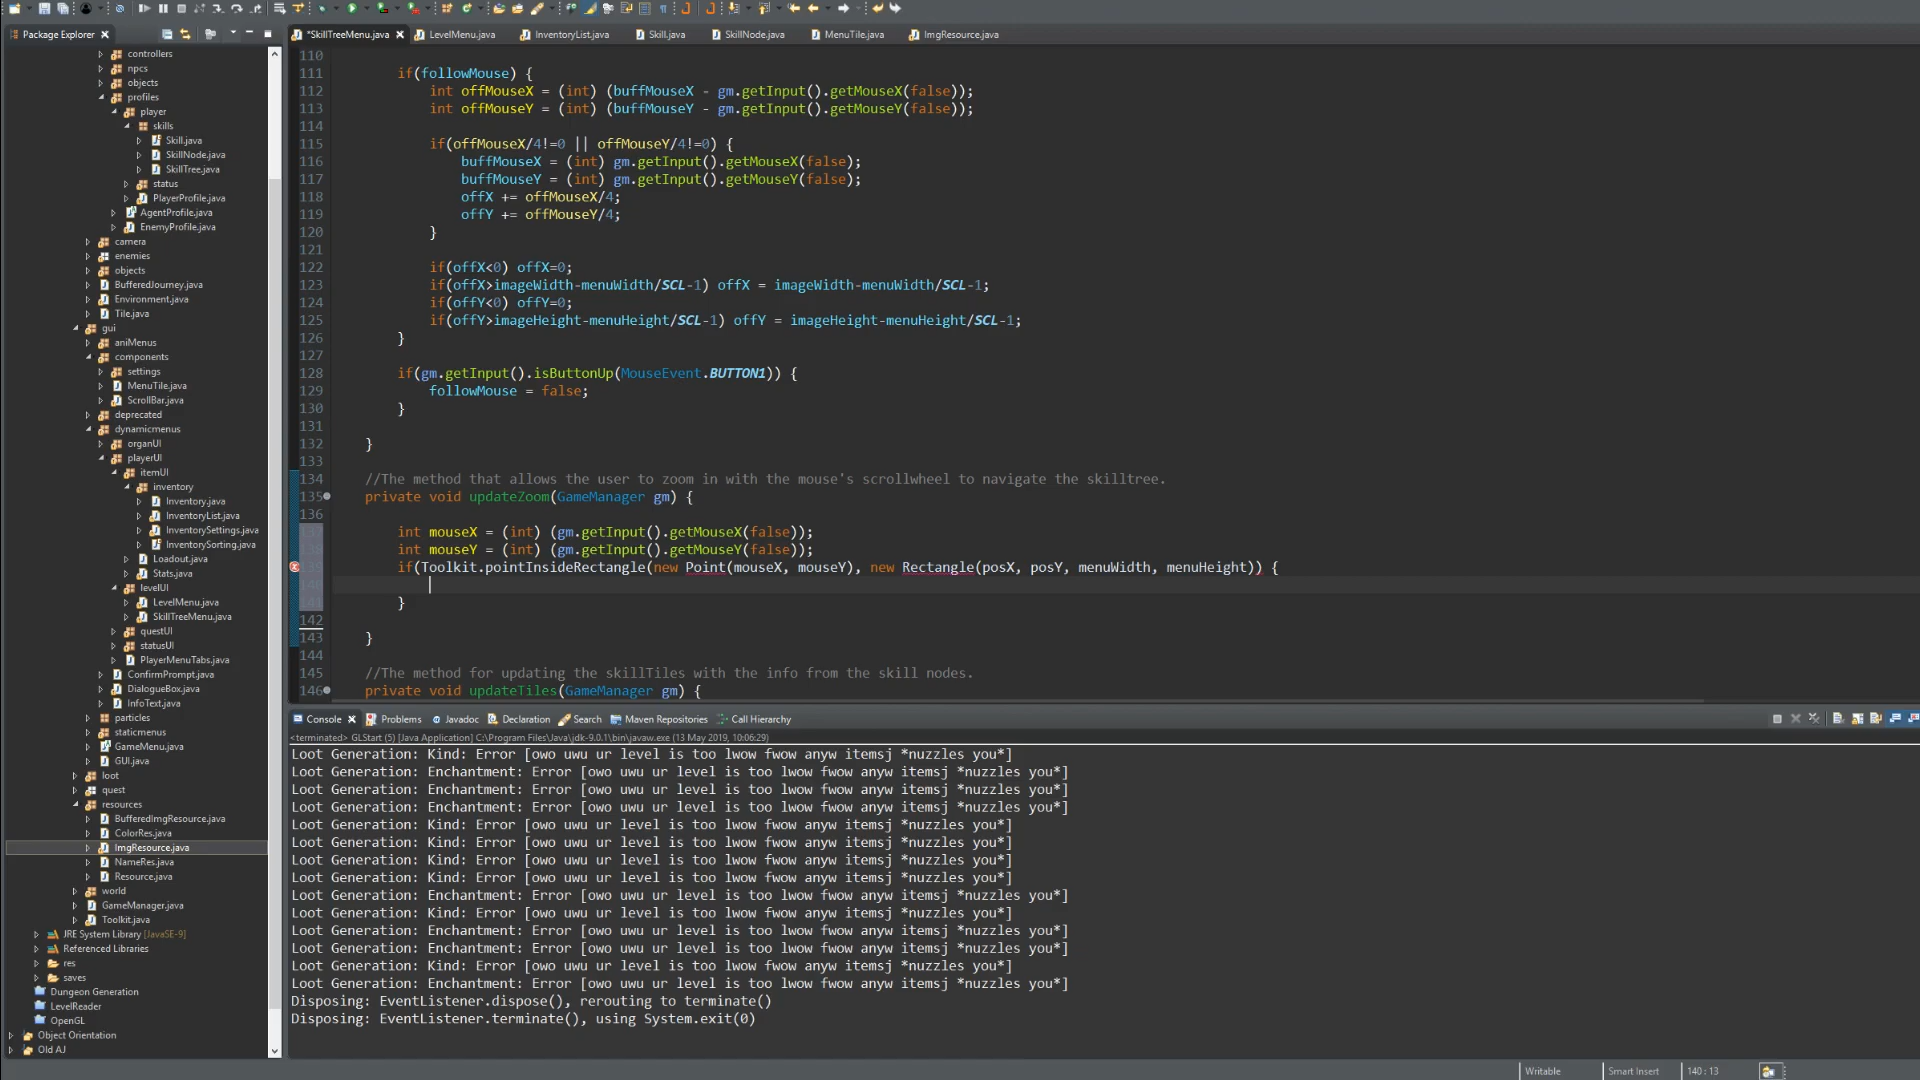 Package Explorer
*SkillTreeMenu.java
LevelMenu.java
InventoryList.java
Skill.java
SkillNode.java
MenuTile.java
ImgResource.java
controllers
npcs
objects
profiles
player
skills
Skill.java
SkillNode.java
SkillTree.java
status
PlayerProfile.java
AgentProfile.java
EnemyProfile.java
camera
enemies
objects
BufferedJourney.java
Environment.java
Tile.java
gui
aniMenus
components
settings
MenuTile.java
ScrollBar.java
deprecated
dynamicmenus
organUI
playerUI
itemUI
inventory
Inventory.java
InventoryList.java
InventorySettings.java
InventorySorting.java
Loadout.java
Stats.java
levelUI
LevelMenu.java
SkillTreeMenu.java
questUI
statusUI
PlayerMenuTabs.java
ConfirmPrompt.java
DialogueBox.java
InfoText.java
particles
staticmenus
GameMenu.java
GUI.java
loot
quest
resources
BufferedImgResource.java
ColorRes.java
ImgResource.java
NameRes.java
Resource.java
world
GameManager.java
Toolkit.java
JRE System Library [JavaSE-9]
Referenced Libraries
res
saves
Dungeon Generation
LevelReader
OpenGL
Object Orientation
Old AJ
110
111 if(followMouse) {
112 int offMouseX = (int) (buffMouseX - gm.getInput().getMouseX(false));
113 int offMouseY = (int) (buffMouseY - gm.getInput().getMouseY(false));
114
115 if(offMouseX/4!=0 || offMouseY/4!=0) {
116 buffMouseX = (int) gm.getInput().getMouseX(false);
117 buffMouseY = (int) gm.getInput().getMouseY(false);
118 offX += offMouseX/4;
119 offY += offMouseY/4;
120 }
121
122 if(offX<0) offX=0;
123 if(offX>imageWidth-menuWidth/SCL-1) offX = imageWidth-menuWidth/SCL-1;
124 if(offY<0) offY=0;
125 if(offY>imageHeight-menuHeight/SCL-1) offY = imageHeight-menuHeight/SCL-1;
126 }
127
128 if(gm.getInput().isButtonUp(MouseEvent.BUTTON1)) {
129 followMouse = false;
130 }
131
132 }
133
134 //The method that allows the user to zoom in with the mouse's scrollwheel to navigate the skilltree.
135 private void updateZoom(GameManager gm) {
136
137 int mouseX = (int) (gm.getInput().getMouseX(false));
138 int mouseY = (int) (gm.getInput().getMouseY(false));
139 if(Toolkit.pointInsideRectangle(new Point(mouseX, mouseY), new Rectangle(posX, posY, menuWidth, menuHeight)) {
140
141 }
142
143 }
144
145 //The method for updating the skillTiles with the info from the skill nodes.
146 private void updateTiles(GameManager gm) {
Console Problems Javadoc Declaration Search Maven Repositories Call Hierarchy
<terminated> GLStart (5) [Java Application] C:\Program Files\Java\jdk-9.0.1\bin\javaw.exe (13 May 2019, 10:06:29)
Loot Generation: Kind: Error [owo uwu ur level is too lwow fwow anyw itemsj *nuzzles you*]
Loot Generation: Enchantment: Error [owo uwu ur level is too lwow fwow anyw itemsj *nuzzles you*]
Loot Generation: Enchantment: Error [owo uwu ur level is too lwow fwow anyw itemsj *nuzzles you*]
Loot Generation: Enchantment: Error [owo uwu ur level is too lwow fwow anyw itemsj *nuzzles you*]
Loot Generation: Kind: Error [owo uwu ur level is too lwow fwow anyw itemsj *nuzzles you*]
Loot Generation: Kind: Error [owo uwu ur level is too lwow fwow anyw itemsj *nuzzles you*]
Loot Generation: Kind: Error [owo uwu ur level is too lwow fwow anyw itemsj *nuzzles you*]
Loot Generation: Kind: Error [owo uwu ur level is too lwow fwow anyw itemsj *nuzzles you*]
Loot Generation: Enchantment: Error [owo uwu ur level is too lwow fwow anyw itemsj *nuzzles you*]
Loot Generation: Kind: Error [owo uwu ur level is too lwow fwow anyw itemsj *nuzzles you*]
Loot Generation: Enchantment: Error [owo uwu ur level is too lwow fwow anyw itemsj *nuzzles you*]
Loot Generation: Enchantment: Error [owo uwu ur level is too lwow fwow anyw itemsj *nuzzles you*]
Loot Generation: Kind: Error [owo uwu ur level is too lwow fwow anyw itemsj *nuzzles you*]
Loot Generation: Enchantment: Error [owo uwu ur level is too lwow fwow anyw itemsj *nuzzles you*]
Disposing: EventListener.dispose(), rerouting to terminate()
Disposing: EventListener.terminate(), using System.exit(0)
Writable Smart Insert 140 : 13